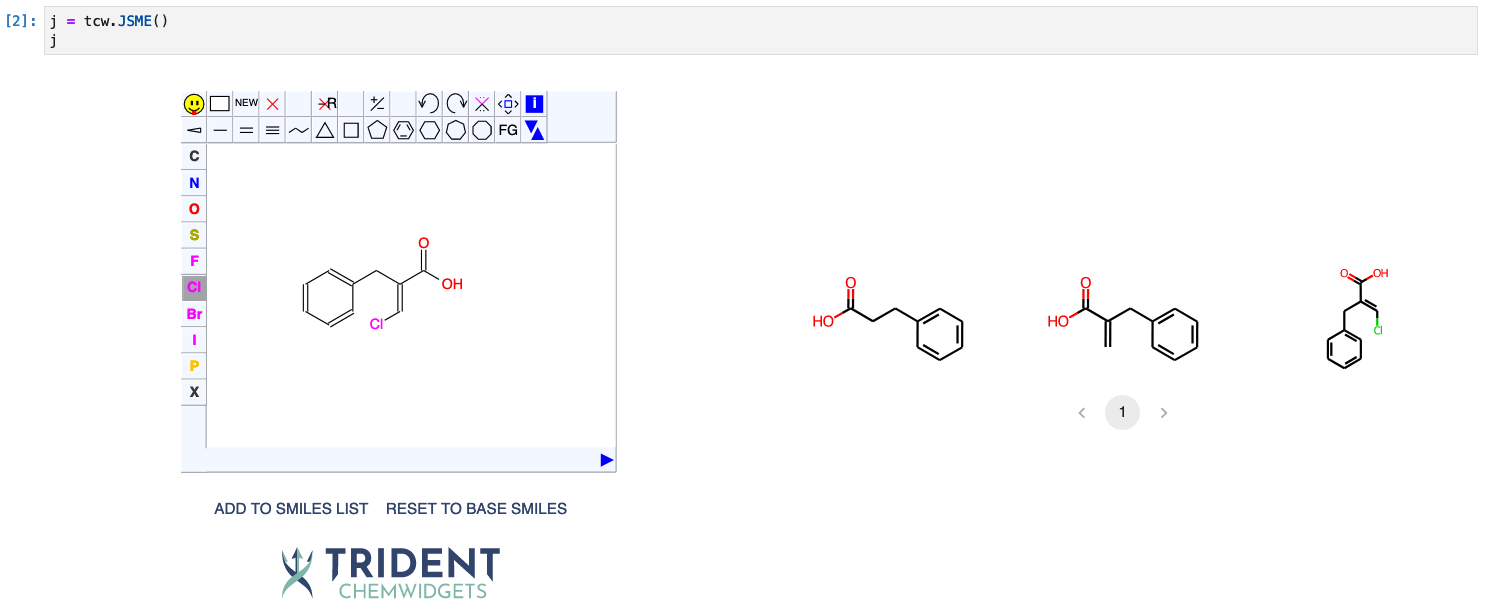 [2]: j = tcw.JSME()
j
NEW R i
FG
C
N
O
S
F
Cl
Br
I
P
X
O
OH
Cl
O
HO
O
HO
O OH
Cl
< 1 >
ADD TO SMILES LIST RESET TO BASE SMILES
TRIDENT
CHEMWIDGETS